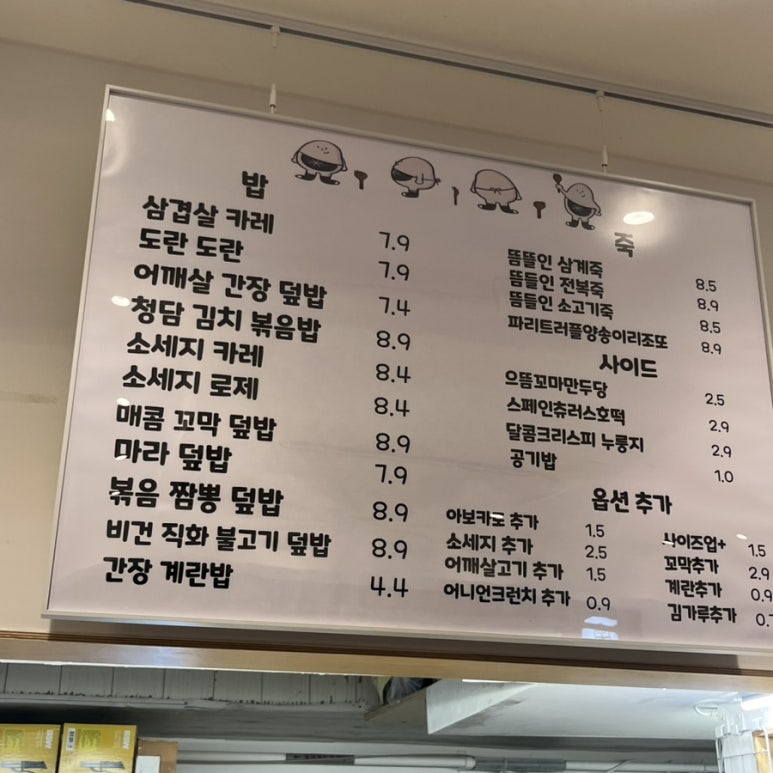 밥
삼겹살 카레 7.9
도란 도란 7.9
어깨살 간장 덮밥 7.4
청담 김치 볶음밥 8.9
소세지 카레 8.4
소세지 로제 8.4
매콤 꼬막 덮밥 8.9
마라 덮밥 7.9
볶음 짬뽕 덮밥 8.9
비건 직화 불고기 덮밥 8.9
간장 계란밥 4.4
죽
뜸뜰인 삼계죽 8.5
뜸들인 전복죽 8.9
뜸들인 소고기죽 8.5
파리트러플양송이리조또 8.9
사이드
으뜸꼬마만두당 2.5
스페인츄러스호떡 2.9
달콤크리스피 누룽지 2.9
공기밥 1.0
옵션 추가
아보카도 추가 1.5
소세지 추가 2.5
어깨살고기 추가 1.5
어니언크런치 추가 0.9
사이즈업+ 1.5
꼬막추가 2.9
계란추가 0.9
김가루추가